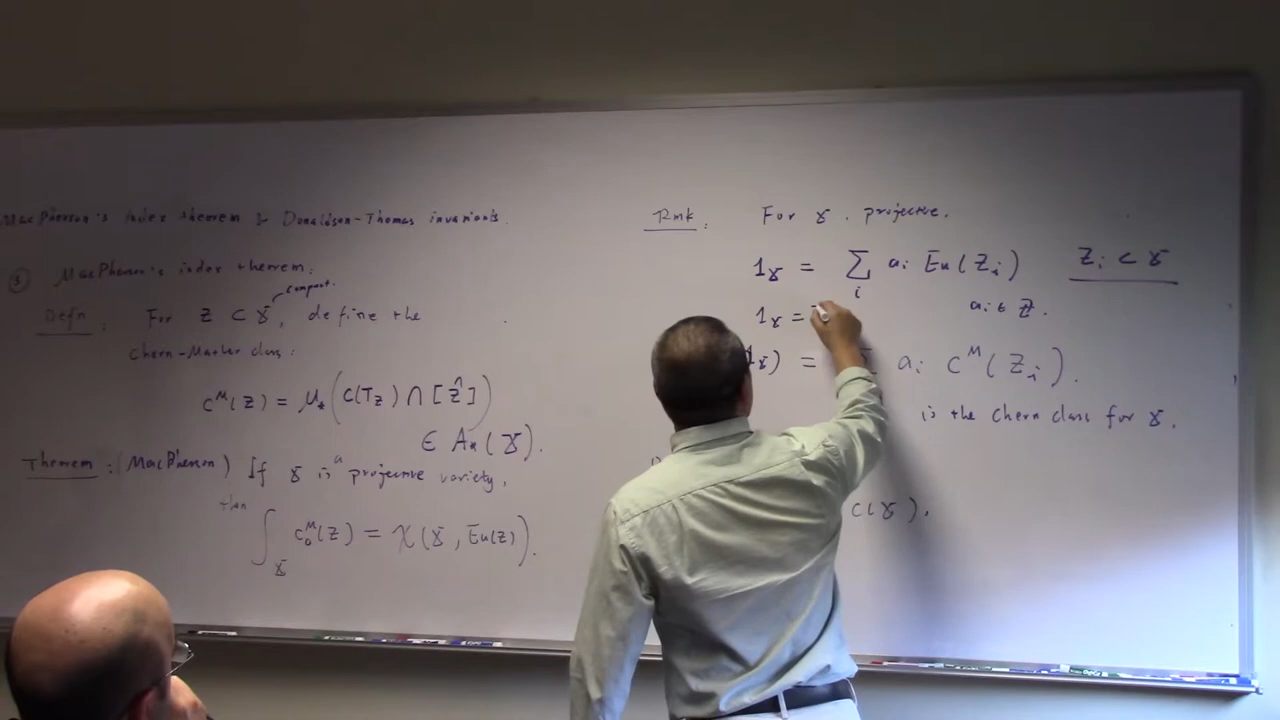 MacPherson's index theorem & Donaldson-Thomas invariants.
③ MacPherson's index theorem:
compact.
Defn: For Z ⊂ 𝔛, define the
Chern-Mather class:
c^M(Z) = μ_*(c(T_Z) ∩ [Ẑ])
∈ A_*(𝔛).
Theorem: (MacPherson) If 𝔛 is a projective variety,
then
∫_𝔛 c_0^M(Z) = χ(𝔛, Eu(Z)).
Rmk: For 𝔛 projective,
1_𝔛 = Σ_i a_i Eu(Z_i) Z_i ⊂ 𝔛
1_𝔛 = a_i ∈ ℤ.
1_𝔛) = a_i c^M(Z_i).
is the chern class for 𝔛.
c(𝔛).